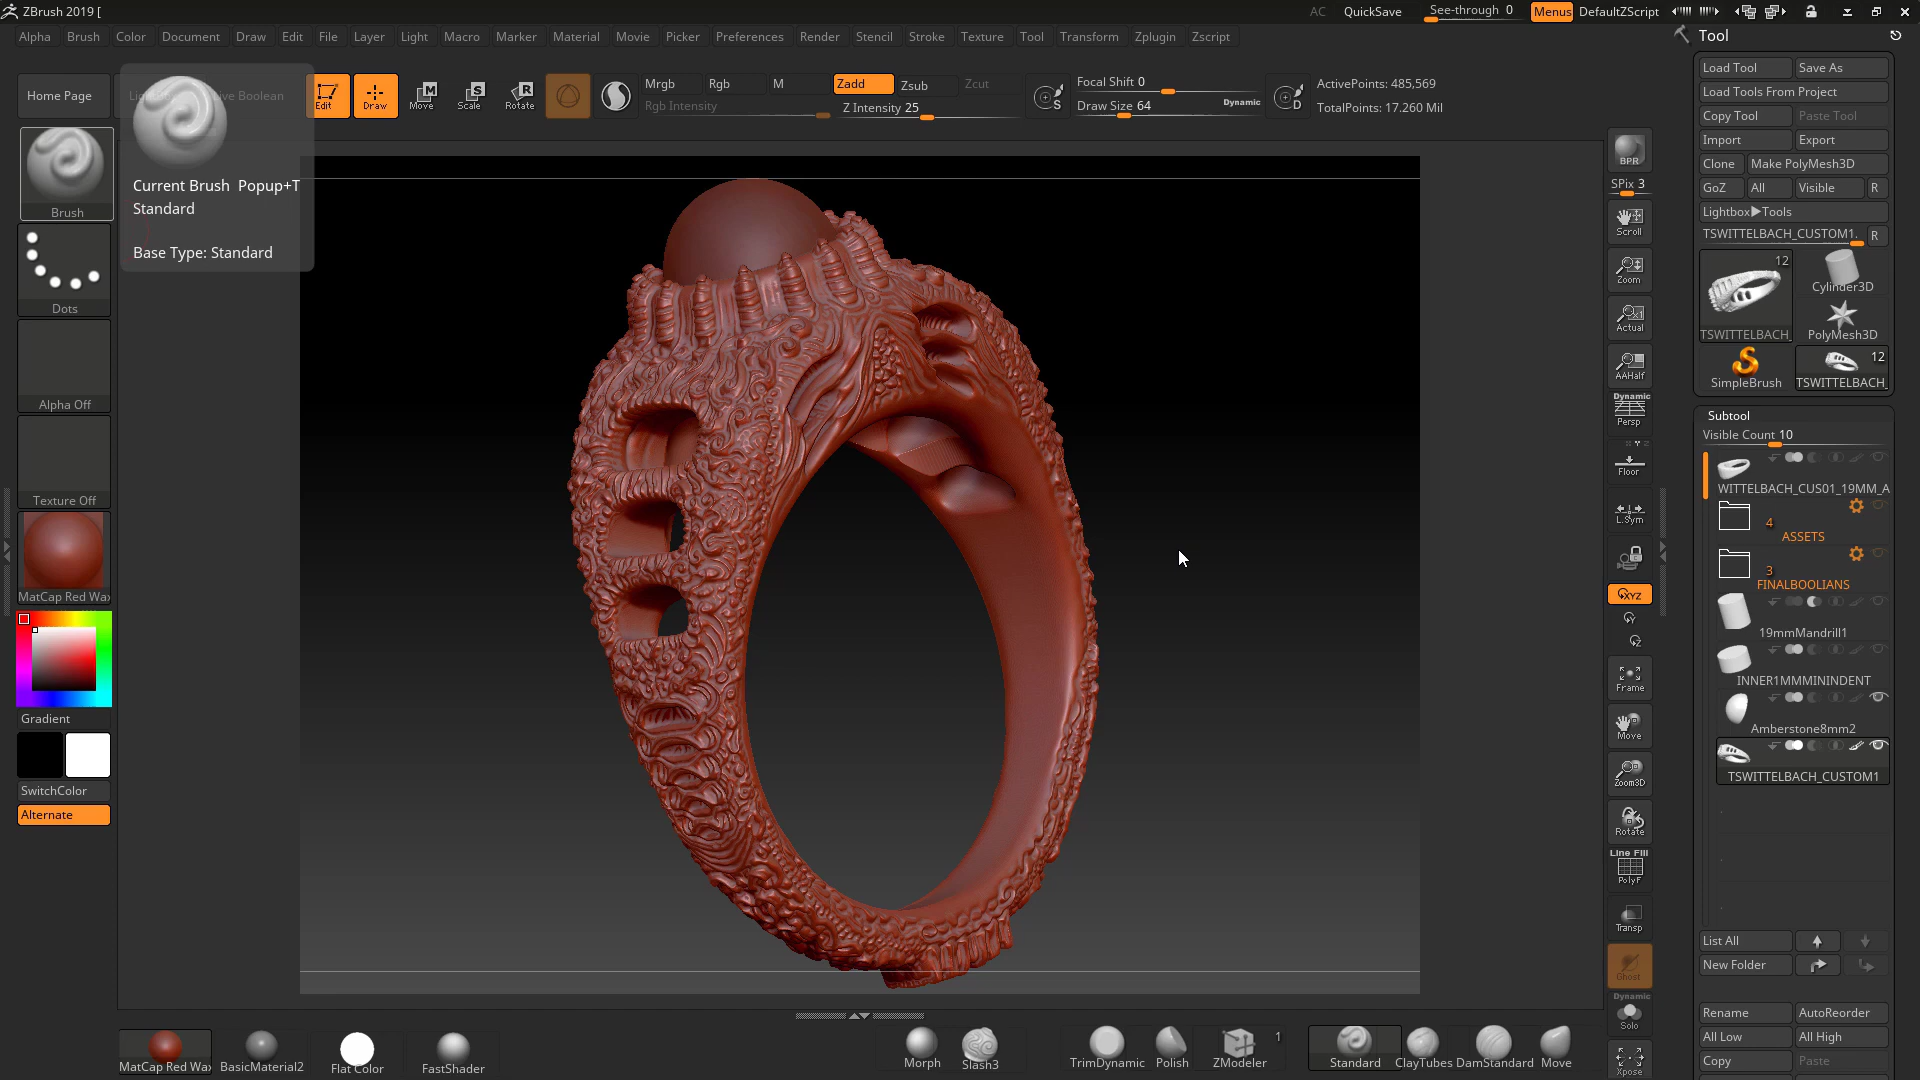 ZBrush 2019 [
AC QuickSave See-through 0 Menus DefaultZScript
Alpha Brush Color Document Draw Edit File Layer Light Macro Marker Material Movie Picker Preferences Render Stencil Stroke Texture Tool Transform Zplugin Zscript
Home Page
Boolean
Edit Draw Move Scale Rotate
Mrgb Rgb M Zadd Zsub Zcut
Rgb Intensity Z Intensity 25
Focal Shift 0
Draw Size 64 Dynamic
ActivePoints: 485,569
TotalPoints: 17.260 Mil
Current Brush Popup+T
Standard
Base Type: Standard
Brush
Dots
Alpha Off
Texture Off
MatCap Red Wax
Gradient
SwitchColor
Alternate
BPR
SPix 3
Scroll
Zoom
Actual
AAHalf
Dynamic
Persp
Floor
L.Sym
XYZ
Y
Z
Frame
Move
Zoom3D
Rotate
Line Fill
PolyF
Transp
Ghost
Dynamic
Solo
Xpose
Tool
Load Tool Save As
Load Tools From Project
Copy Tool Paste Tool
Import Export
Clone Make PolyMesh3D
GoZ All Visible R
Lightbox▶Tools
TSWITTELBACH_CUSTOM1. R
12
Cylinder3D
TSWITTELBACH_ PolyMesh3D
12
SimpleBrush TSWITTELBACH_
Subtool
Visible Count 10
WITTELBACH_CUS01_19MM_A
4
ASSETS
3
FINALBOOLIANS
19mmMandrill1
INNER1MMMININDENT
Amberstone8mm2
TSWITTELBACH_CUSTOM1
List All
New Folder
Rename AutoReorder
All Low All High
Copy Paste
MatCap Red Wax BasicMaterial2 Flat Color FastShader
Morph Slash3 TrimDynamic Polish ZModeler 1 Standard ClayTubes DamStandard Move